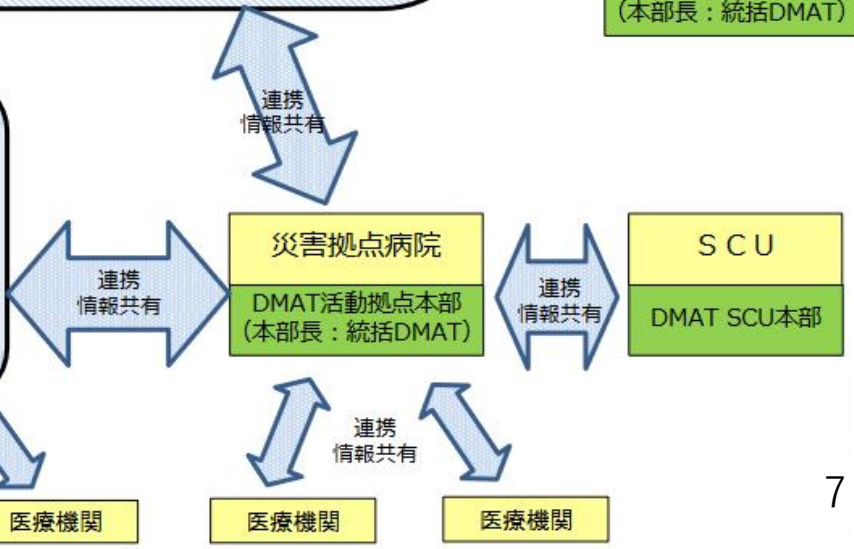 （本部長：統括DMAT）
連携
情報共有
災害拠点病院
DMAT活動拠点本部
（本部長：統括DMAT）
連携
情報共有
連携
情報共有
ＳＣＵ
DMAT SCU本部
連携
情報共有
医療機関
医療機関
医療機関
7